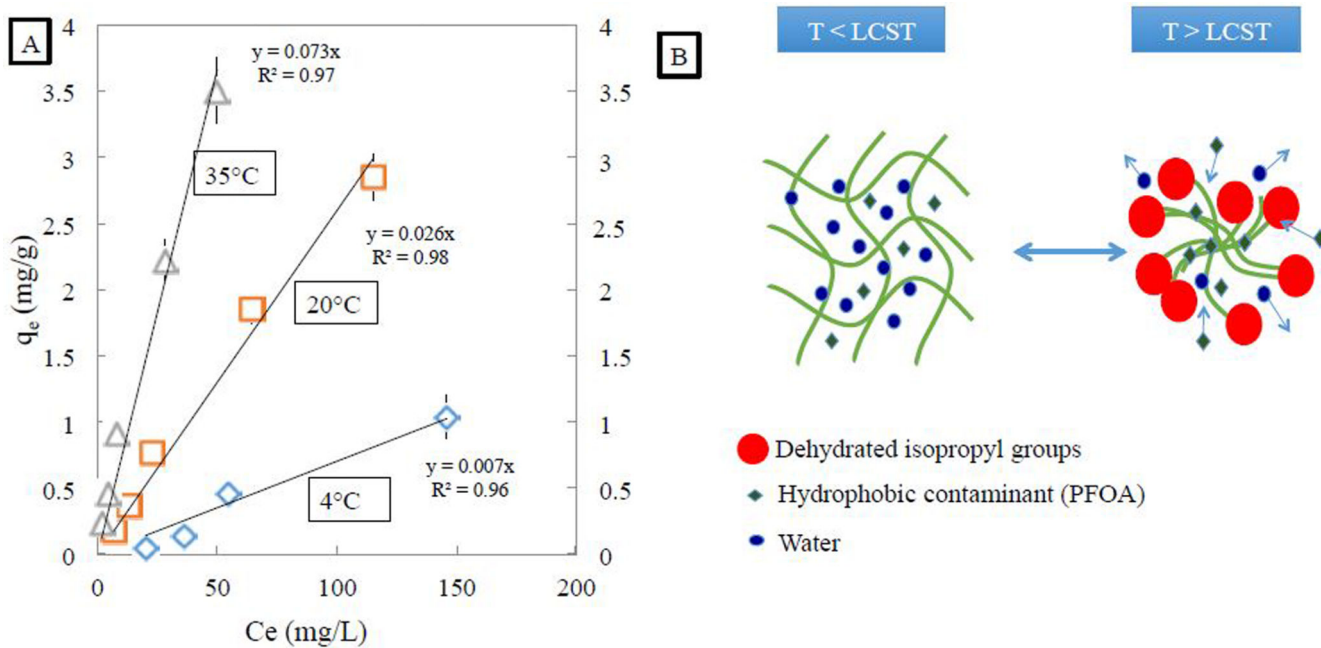 A
4
3.5
3
2.5
2
1.5
1
0.5
0
qe (mg/g)
y = 0.073x
R² = 0.97
35°C
y = 0.026x
R² = 0.98
20°C
y = 0.007x
R² = 0.96
4°C
4
3.5
3
2.5
2
1.5
1
0.5
0
0 50 100 150 200
Ce (mg/L)
B
T < LCST
T > LCST
Dehydrated isopropyl groups
Hydrophobic contaminant (PFOA)
Water